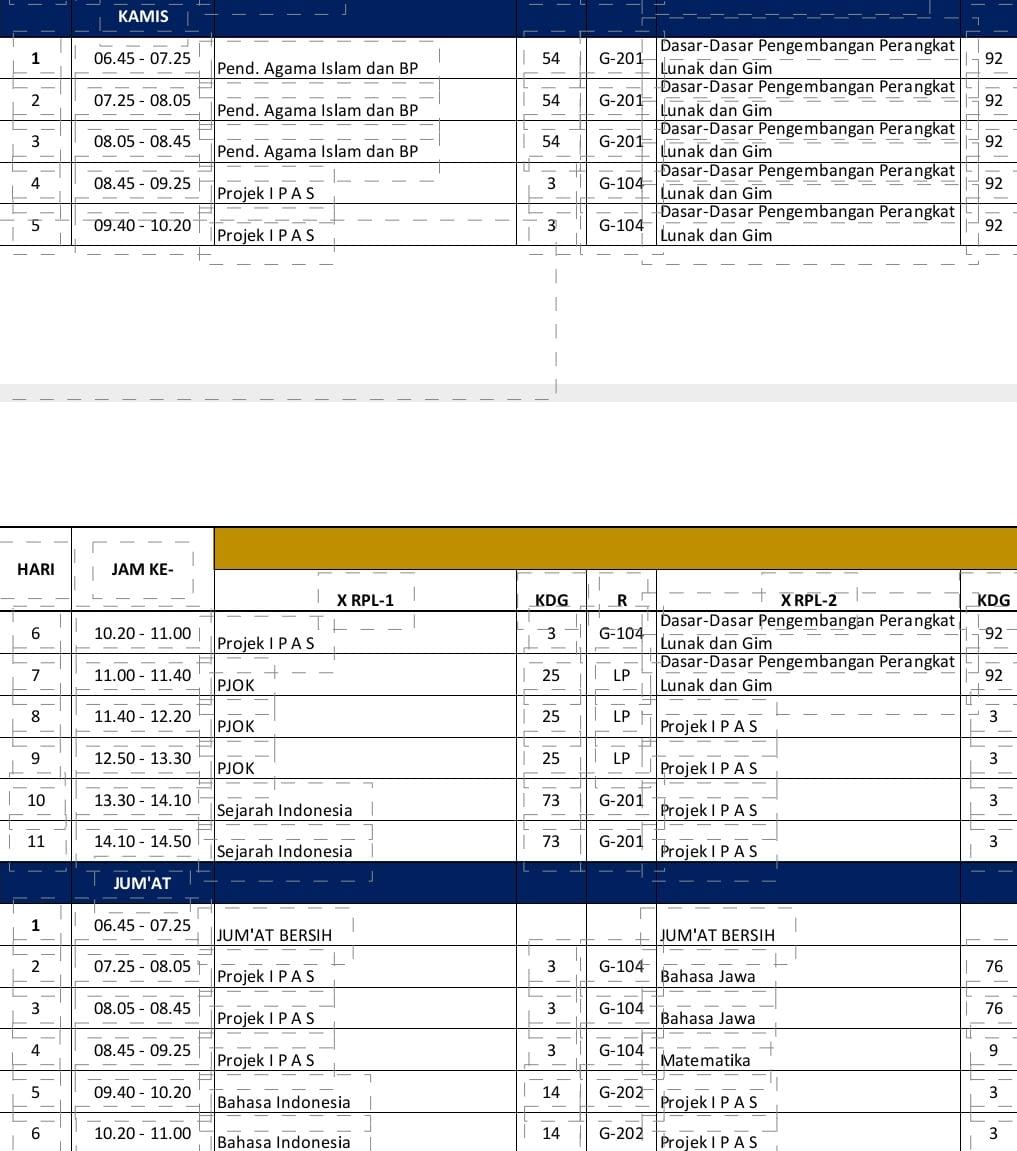 KAMIS
1 06.45 - 07.25 Pend. Agama Islam dan BP 54 G-201 Dasar-Dasar Pengembangan Perangkat Lunak dan Gim 92
2 07.25 - 08.05 Pend. Agama Islam dan BP 54 G-201 Dasar-Dasar Pengembangan Perangkat Lunak dan Gim 92
3 08.05 - 08.45 Pend. Agama Islam dan BP 54 G-201 Dasar-Dasar Pengembangan Perangkat Lunak dan Gim 92
4 08.45 - 09.25 Projek I P A S 3 G-104 Dasar-Dasar Pengembangan Perangkat Lunak dan Gim 92
5 09.40 - 10.20 Projek I P A S 3 G-104 Dasar-Dasar Pengembangan Perangkat Lunak dan Gim 92
HARI JAM KE-
X RPL-1 KDG R X RPL-2 KDG
6 10.20 - 11.00 Projek I P A S 3 G-104 Dasar-Dasar Pengembangan Perangkat Lunak dan Gim 92
7 11.00 - 11.40 PJOK 25 LP Dasar-Dasar Pengembangan Perangkat Lunak dan Gim 92
8 11.40 - 12.20 PJOK 25 LP Projek I P A S 3
9 12.50 - 13.30 PJOK 25 LP Projek I P A S 3
10 13.30 - 14.10 Sejarah Indonesia 73 G-201 Projek I P A S 3
11 14.10 - 14.50 Sejarah Indonesia 73 G-201 Projek I P A S 3
JUM'AT
1 06.45 - 07.25 JUM'AT BERSIH JUM'AT BERSIH
2 07.25 - 08.05 Projek I P A S 3 G-104 Bahasa Jawa 76
3 08.05 - 08.45 Projek I P A S 3 G-104 Bahasa Jawa 76
4 08.45 - 09.25 Projek I P A S 3 G-104 Matematika 9
5 09.40 - 10.20 Bahasa Indonesia 14 G-202 Projek I P A S 3
6 10.20 - 11.00 Bahasa Indonesia 14 G-202 Projek I P A S 3